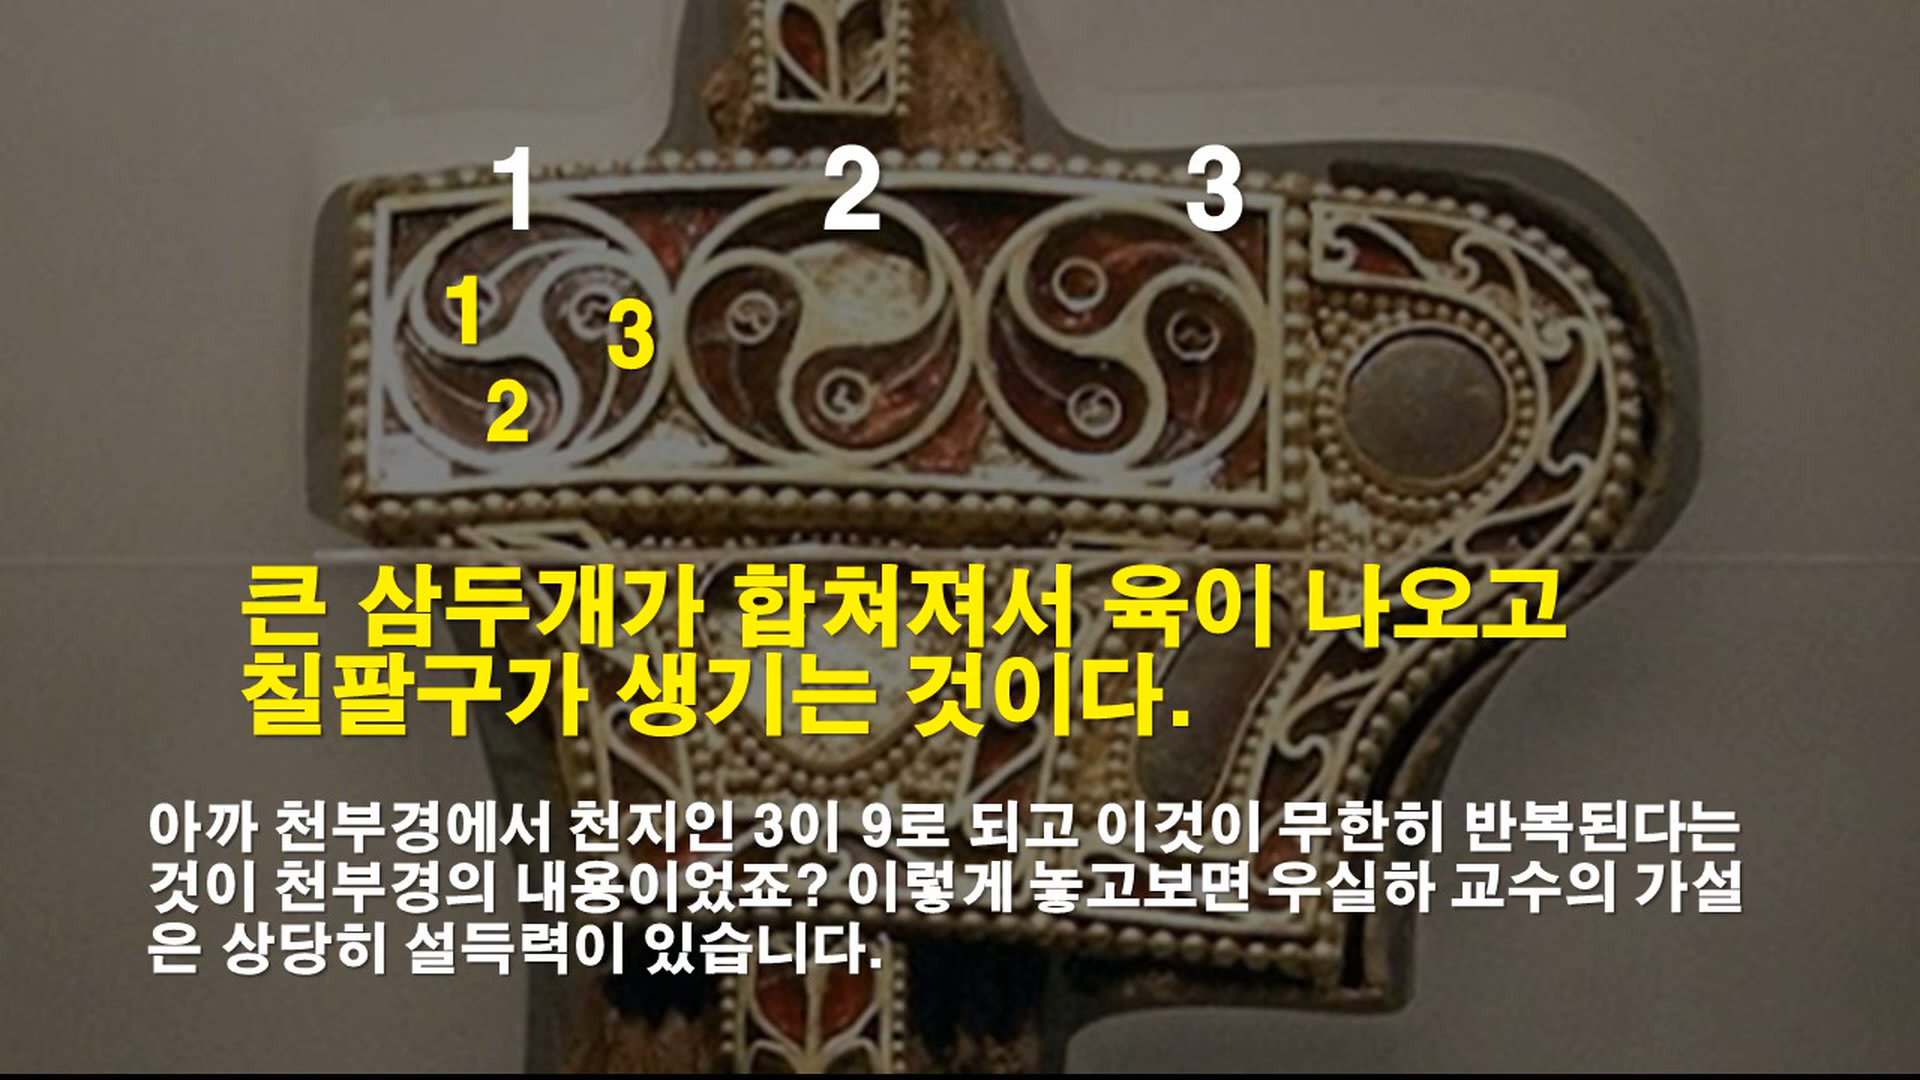 1 2 3
1
3
2
큰 삼두개가 합쳐져서 육이 나오고
칠팔구가 생기는 것이다.
아까 천부경에서 천지인 3이 9로 되고 이것이 무한히 반복된다는
것이 천부경의 내용이었죠? 이렇게 놓고보면 우실하 교수의 가설
은 상당히 설득력이 있습니다.